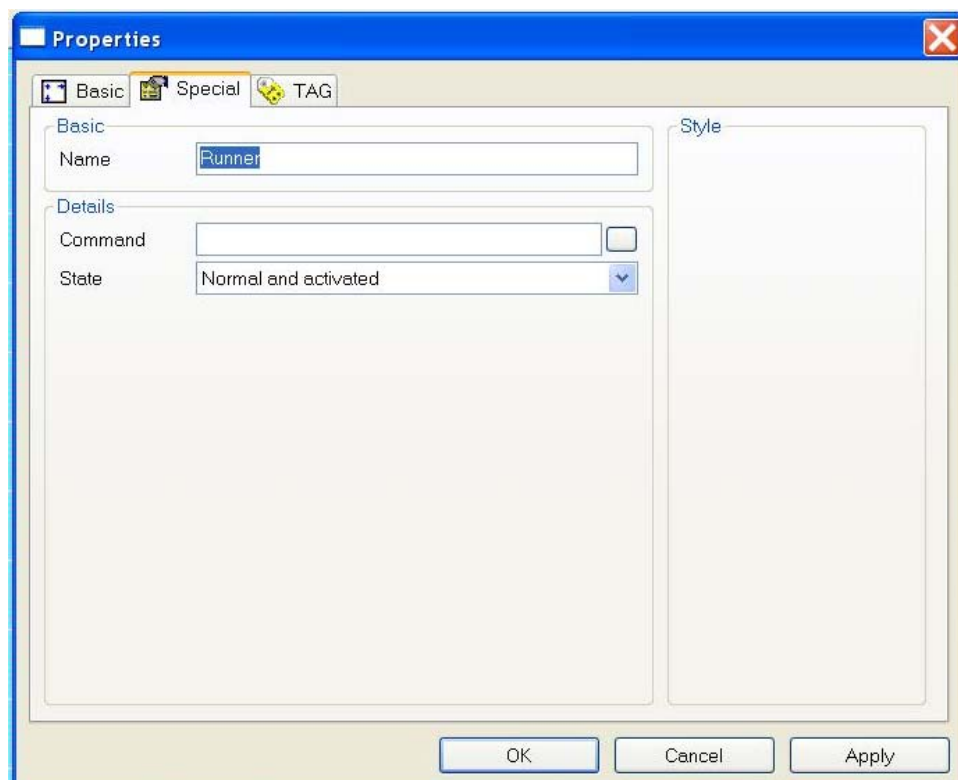 Properties
Basic Special TAG
Basic
Name Runner
Details
Command
State Normal and activated
Style
OK Cancel Apply